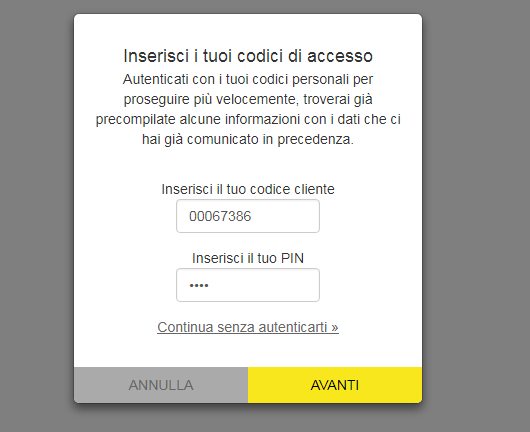 Inserisci i tuoi codici di accesso
Autenticati con i tuoi codici personali per
proseguire più velocemente, troverai già
precompilate alcune informazioni con i dati che ci
hai già comunicato in precedenza.
Inserisci il tuo codice cliente
00067386
Inserisci il tuo PIN
••••
Continua senza autenticarti »
ANNULLA
AVANTI